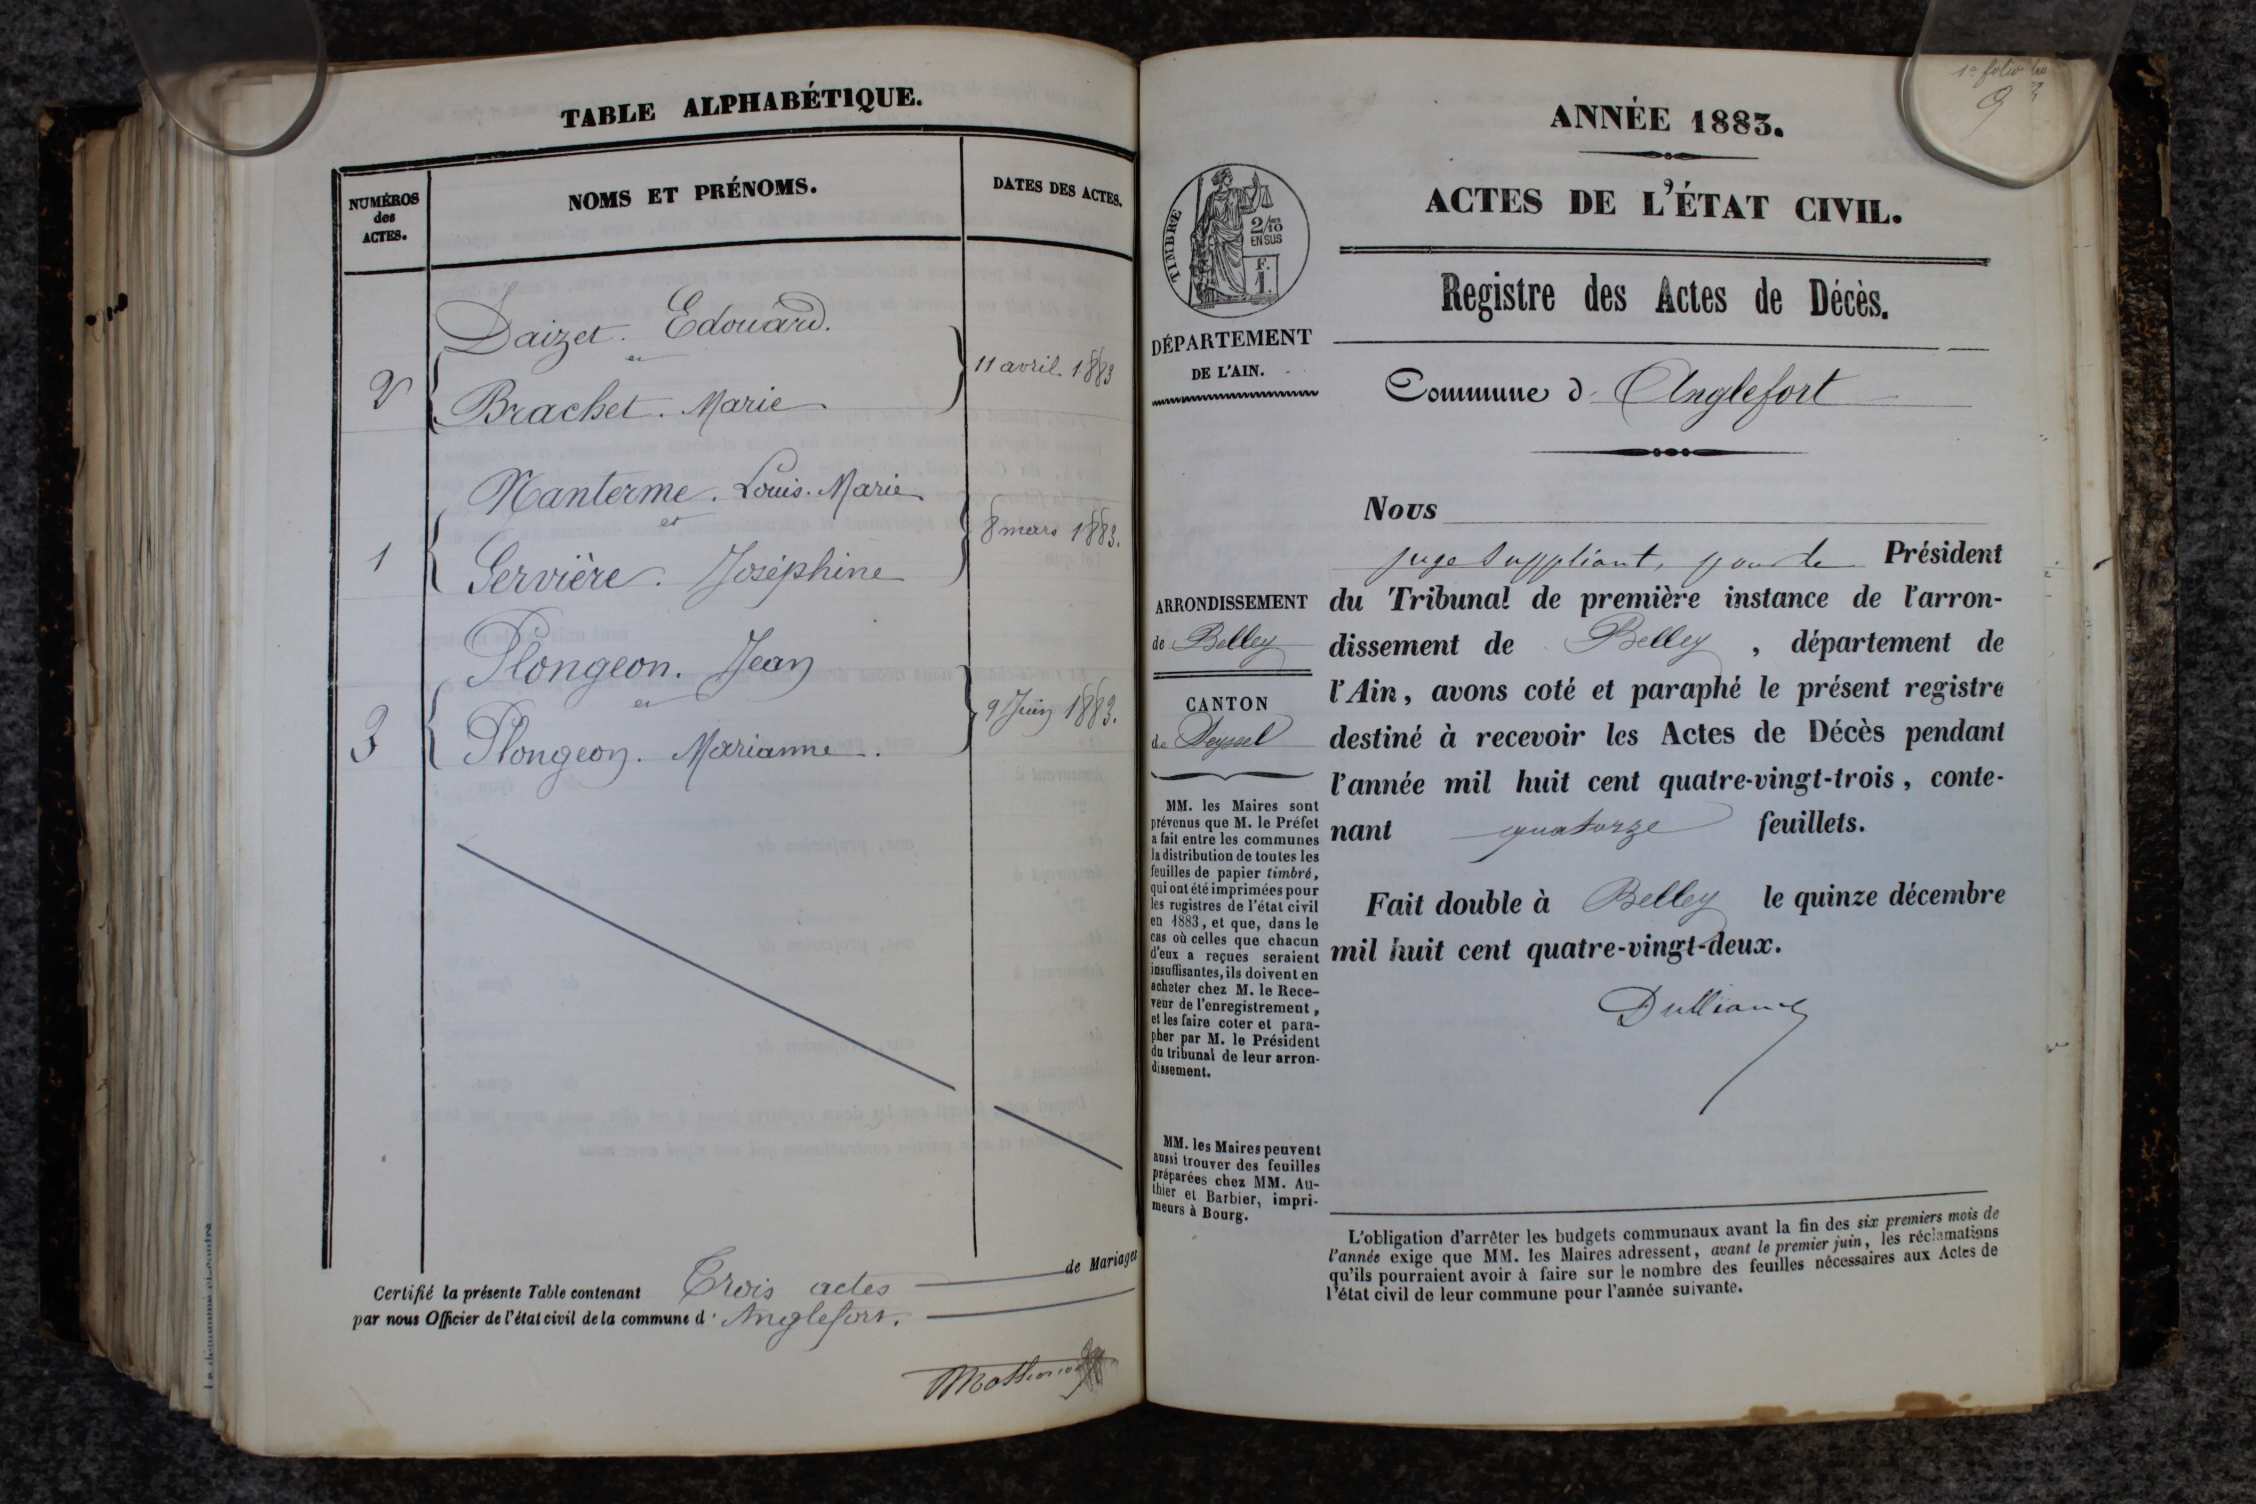 TABLE ALPHABÉTIQUE.
NUMÉROS
des
ACTES.
NOMS ET PRÉNOMS.
DATES DES ACTES.
Daizet. Edouard.
et
2
Brachet. Marie
11 avril. 1883
Nanterme. Louis. Marie
et
1
Gervière. Joséphine
8 mars 1883.
Plongeon. Jean
et
3
Plongeon. Marianne.
9 Juin 1883.
Certifié la présente Table contenant Trois actes de Mariages
par nous Officier de l'état civil de la commune d' Anglefort.
1er folio
ANNÉE 1883.
ACTES DE L'ÉTAT CIVIL.
TIMBRE
2/10
EN SUS
F.
1.
DÉPARTEMENT
DE L'AIN.
Registre des Actes de Décès.
Commune d' Anglefort
ARRONDISSEMENT
de Belley
CANTON
de Seyssel
MM. les Maires sont
prévenus que M. le Préfet
a fait entre les communes
la distribution de toutes les
feuilles de papier timbré,
qui ont été imprimées pour
les registres de l'état civil
en 1883, et que, dans le
cas où celles que chacun
d'eux a reçues seraient
insuffisantes, ils doivent en
acheter chez M. le Rece-
veur de l'enregistrement,
et les faire coter et para-
pher par M. le Président
du tribunal de leur arron-
dissement.
MM. les Maires peuvent
aussi trouver des feuilles
préparées chez MM. Au-
thier et Barbier, impri-
meurs à Bourg.
Nous
juge suppléant, pour le Président
du Tribunal de première instance de l'arron-
dissement de Belley, département de
l'Ain, avons coté et paraphé le présent registre
destiné à recevoir les Actes de Décès pendant
l'année mil huit cent quatre-vingt-trois, conte-
nant quatorze feuillets.
Fait double à Belley le quinze décembre
mil huit cent quatre-vingt-deux.
L'obligation d'arrêter les budgets communaux avant la fin des six premiers mois de
l'année exige que MM. les Maires adressent, avant le premier juin, les réclamations
qu'ils pourraient avoir à faire sur le nombre des feuilles nécessaires aux Actes de
l'état civil de leur commune pour l'année suivante.